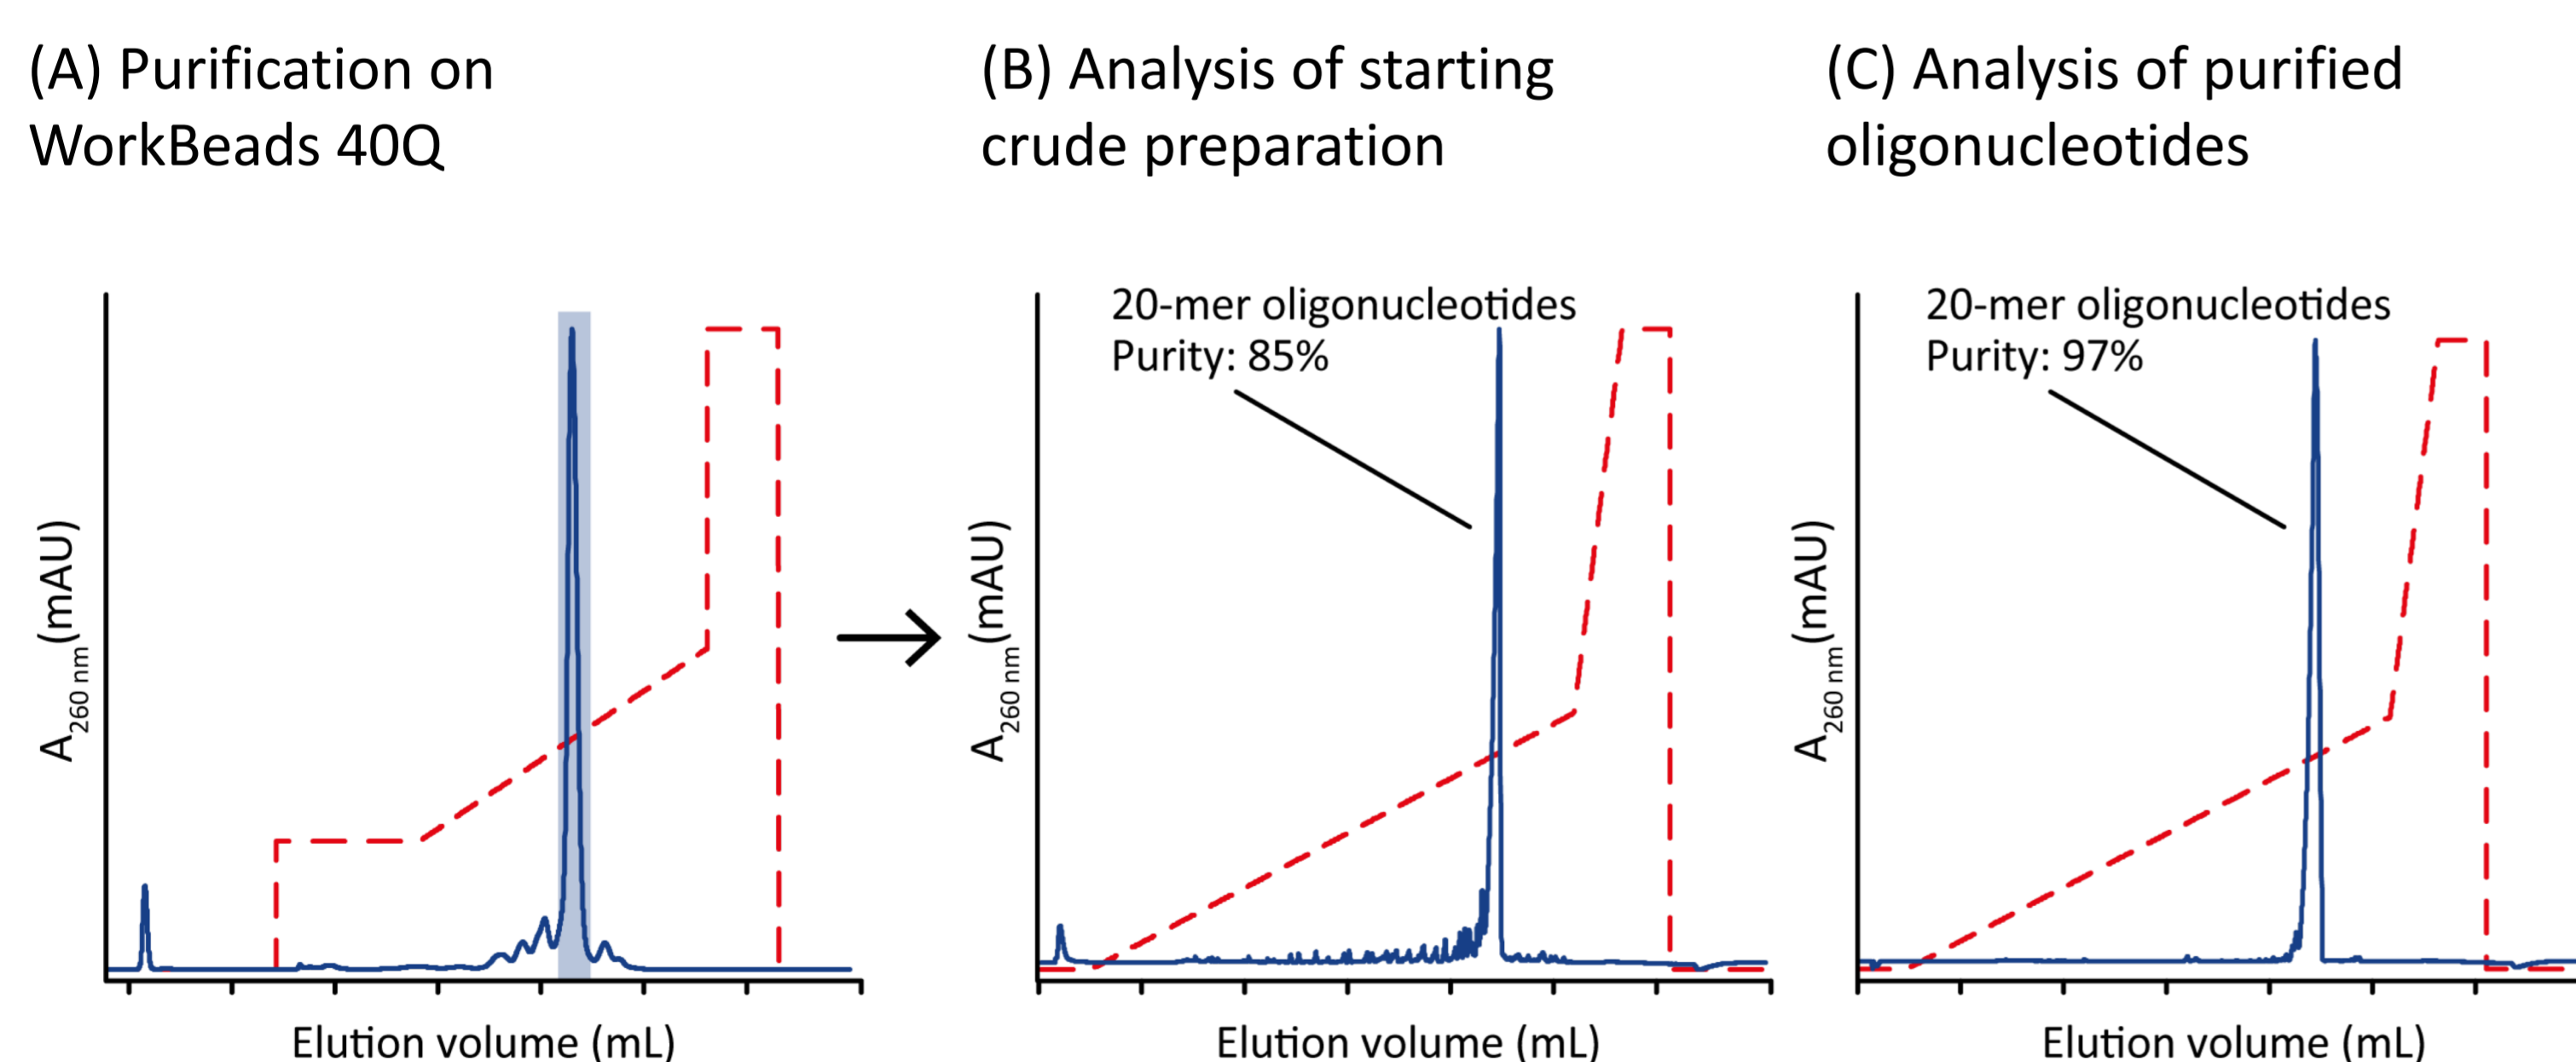 (A) Purification on
WorkBeads 40Q
A260 nm (mAU)
Elution volume (mL)
(B) Analysis of starting
crude preparation
20-mer oligonucleotides
Purity: 85%
A260 nm (mAU)
Elution volume (mL)
(C) Analysis of purified
oligonucleotides
20-mer oligonucleotides
Purity: 97%
A260 nm (mAU)
Elution volume (mL)